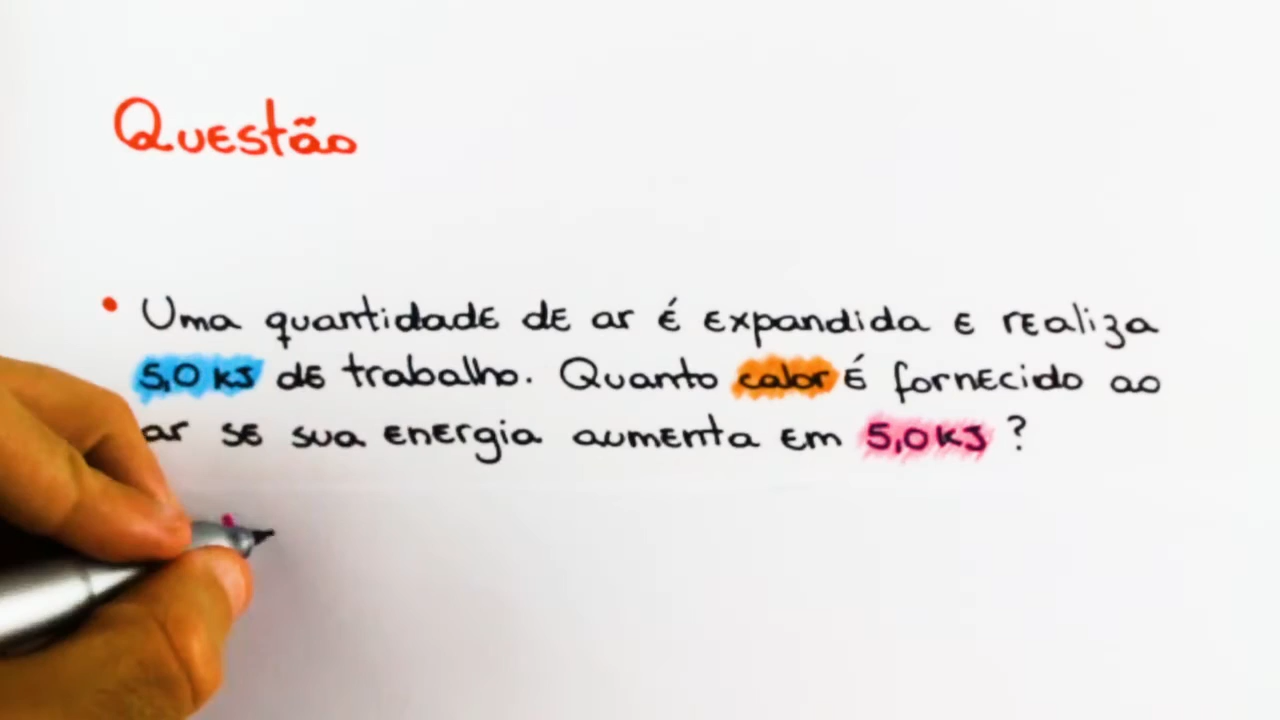 Questão
• Uma quantidade de ar é expandida e realiza
5,0 kJ de trabalho. Quanto calor é fornecido ao
ar se sua energia aumenta em 5,0 kJ ?